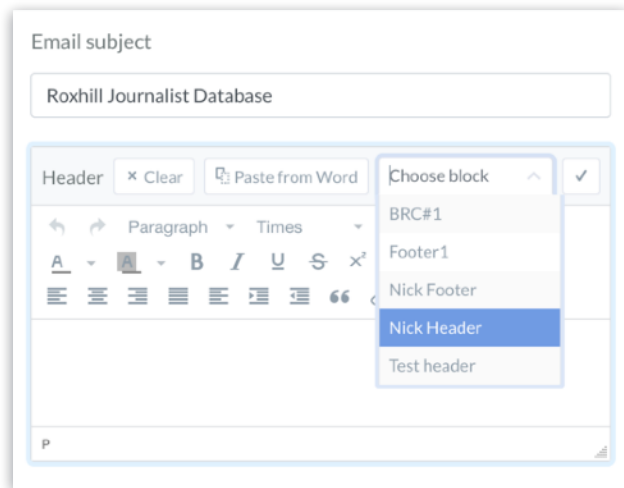 Email subject
Roxhill Journalist Database
Header × Clear Paste from Word Choose block
BRC#1
Footer1
Nick Footer
Nick Header
Test header
Paragraph Times
A A B I U S x²
P